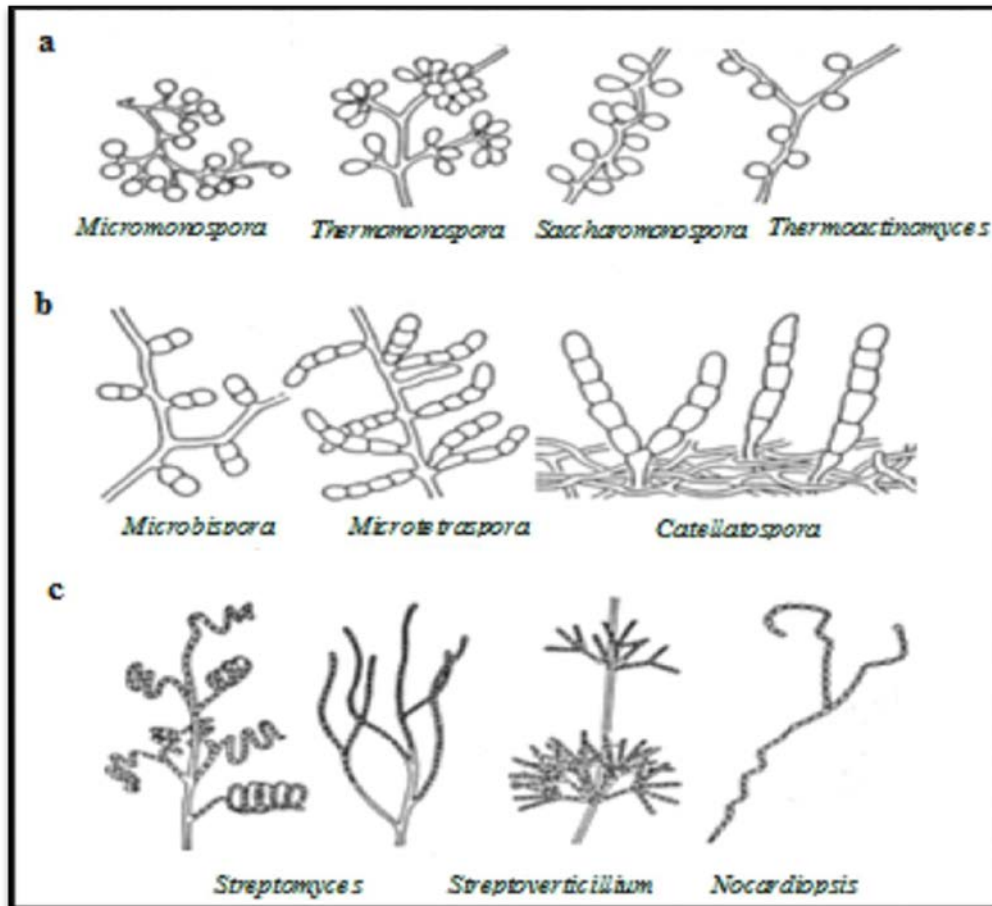 a
Micromonospora Thermomonospora Saccharomonospora Thermoactinomyces
b
Microbispora Microtetraspora Catellatospora
c
Streptomyces Streptoverticillium Nocardiopsis